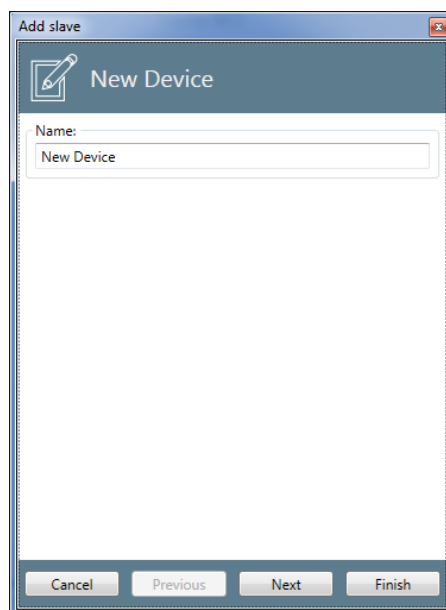 Add slave
New Device
Name:
New Device
Cancel Previous Next Finish